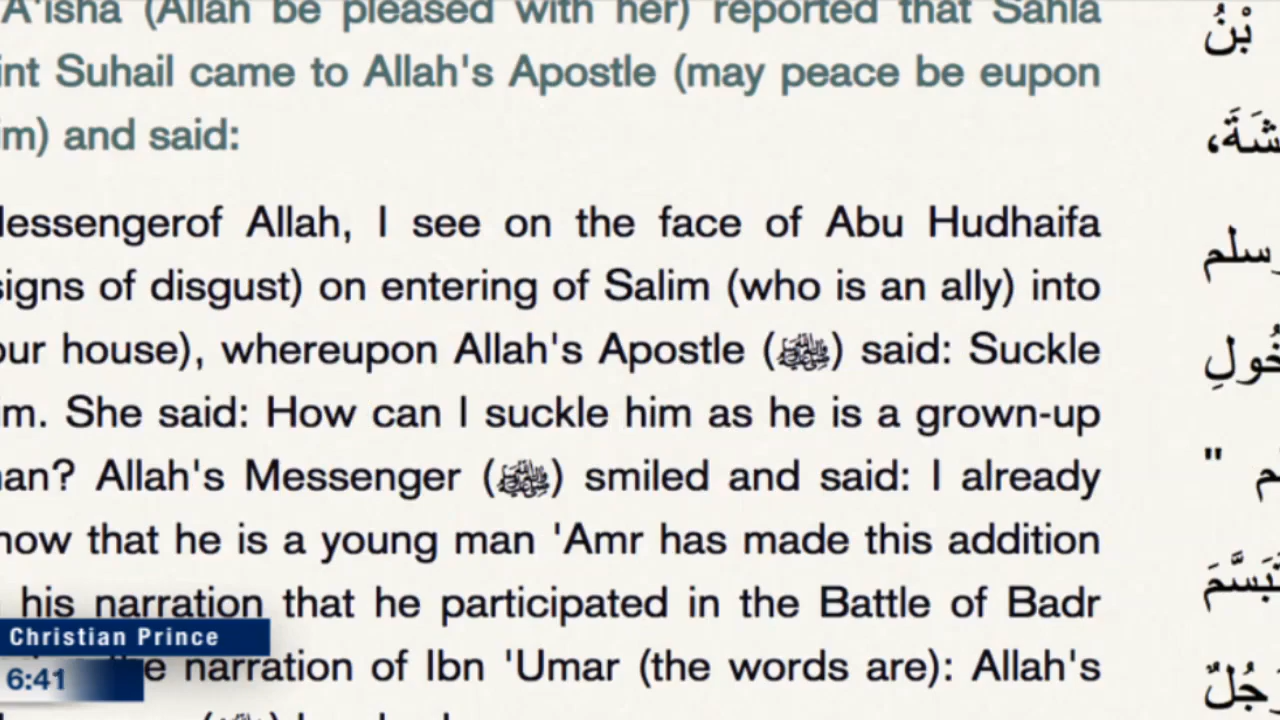 A'isha (Allah be pleased with her) reported that Sahla
int Suhail came to Allah's Apostle (may peace be eupon
im) and said:
lessengerof Allah, I see on the face of Abu Hudhaifa
signs of disgust) on entering of Salim (who is an ally) into
our house), whereupon Allah's Apostle (ﷺ) said: Suckle
im. She said: How can I suckle him as he is a grown-up
nan? Allah's Messenger (ﷺ) smiled and said: I already
now that he is a young man 'Amr has made this addition
his narration that he participated in the Battle of Badr
narration of Ibn 'Umar (the words are): Allah's
بْنُ
شَةَ،
وسلم
خُولِ
م "
تَبَسَّمَ
رَجُلٌ
Christian Prince
6:41